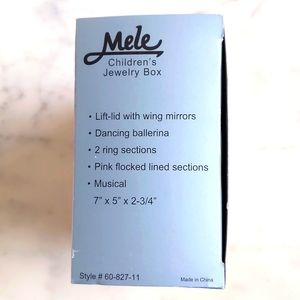 Mele
Children's
Jewelry Box
• Lift-lid with wing mirrors
• Dancing ballerina
• 2 ring sections
• Pink flocked lined sections
• Musical
7" x 5" x 2-3/4"
Style # 60-827-11
Made in China